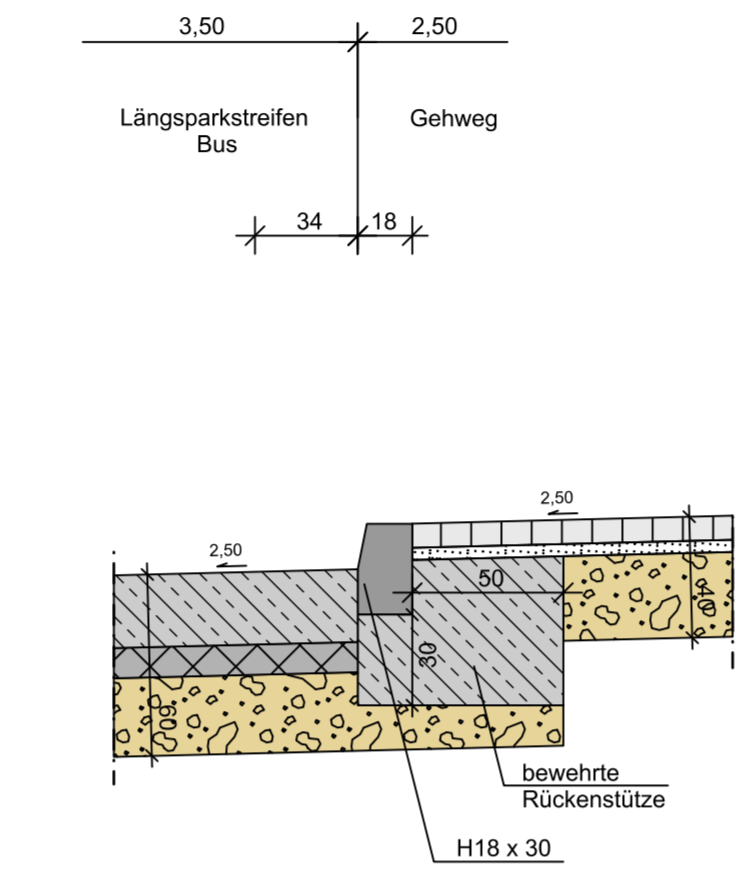 3,50
2,50
Längsparkstreifen
Bus
Gehweg
34
18
2,50
2,50
50
40
30
60
bewehrte
Rückenstütze
H18 x 30